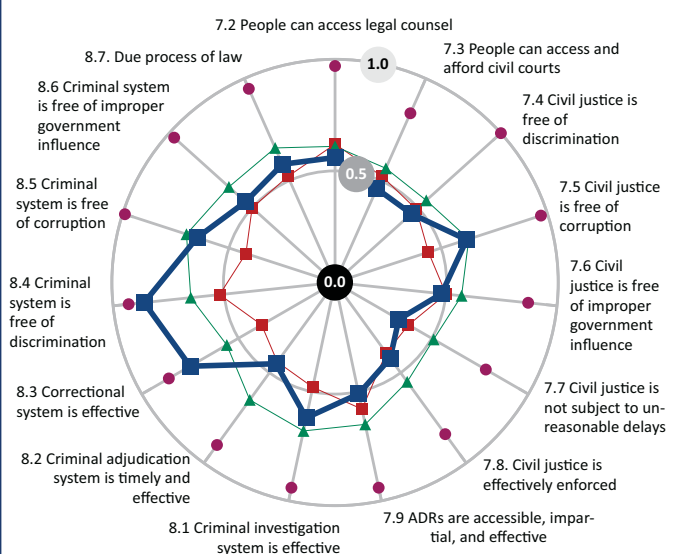 7.2 People can access legal counsel
1.0
7.3 People can access and
afford civil courts
7.4 Civil justice is
free of
discrimination
7.5 Civil justice
is free of
corruption
7.6 Civil
justice is free
of improper
government
influence
7.7 Civil justice is
not subject to un-
reasonable delays
7.8. Civil justice is
effectively enforced
7.9 ADRs are accessible, impar-
tial, and effective
8.1 Criminal investigation
system is effective
8.2 Criminal adjudication
system is timely and
effective
8.3 Correctional
system is effective
8.4 Criminal
system is
free of
discrimination
8.5 Criminal
system is free
of corruption
8.6 Criminal system
is free of improper
government
influence
8.7. Due process of law
0.5
0.0